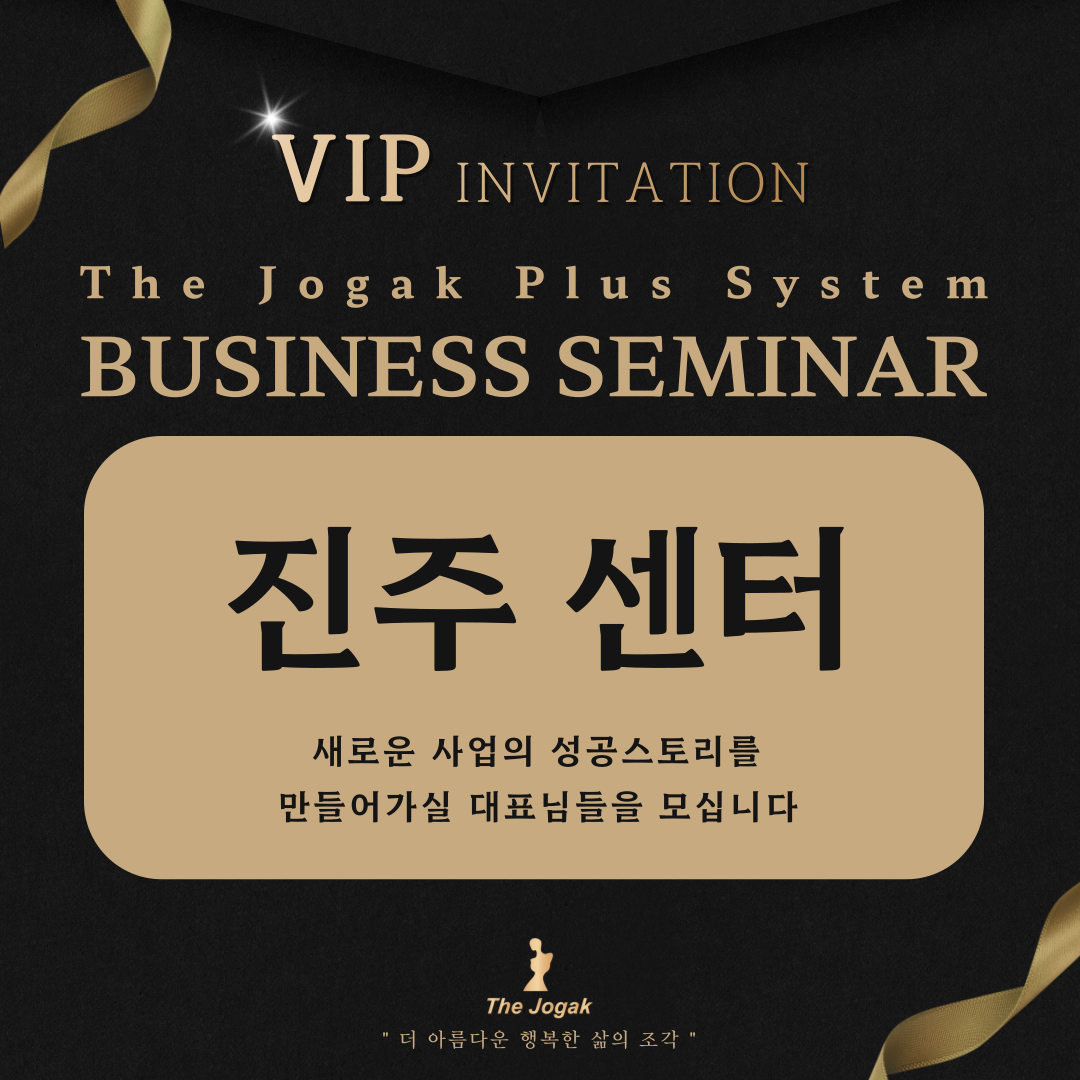 VIP INVITATION
The Jogak Plus System
BUSINESS SEMINAR
진주 센터
새로운 사업의 성공스토리를
만들어가실 대표님들을 모십니다
The Jogak
" 더 아름다운 행복한 삶의 조각 "